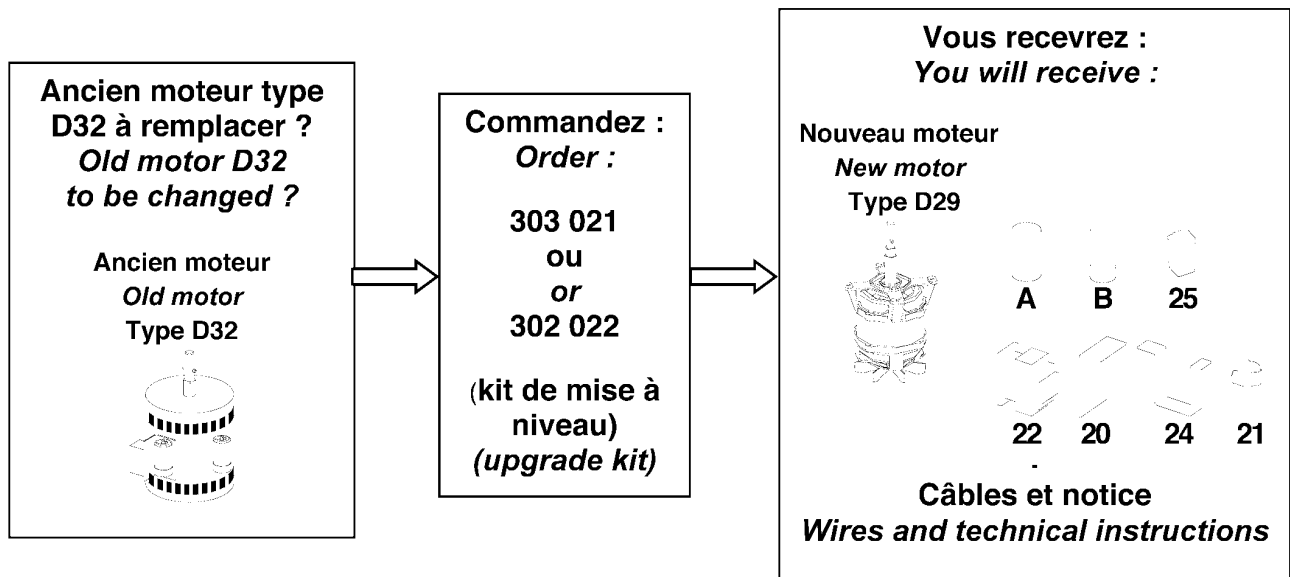 Ancien moteur type
D32 à remplacer ?
Old motor D32
to be changed ?
Ancien moteur
Old motor
Type D32
Commandez :
Order :
303 021
ou
or
302 022
(kit de mise à
niveau)
(upgrade kit)
Vous recevrez :
You will receive :
Nouveau moteur
New motor
Type D29
A B 25
22 20 24 21
Câbles et notice
Wires and technical instructions